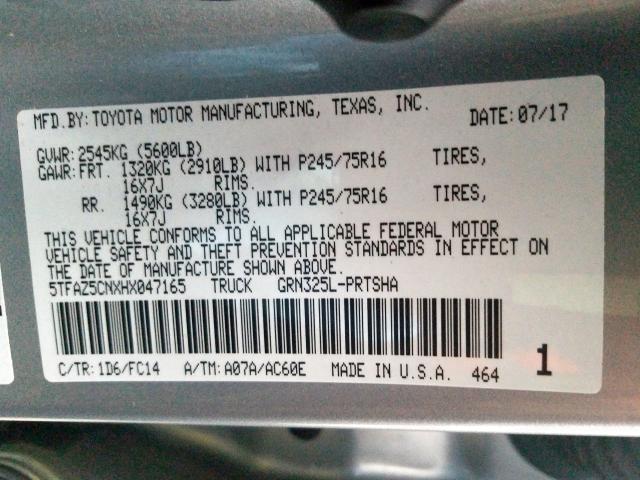 MFD.BY: TOYOTA MOTOR MANUFACTURING, TEXAS, INC. DATE: 07/17
GVWR: 2545KG (5600LB)
GAWR: FRT. 1320KG (2910LB) WITH P245/75R16 TIRES,
16X7J RIMS.
RR. 1490KG (3280LB) WITH P245/75R16 TIRES,
16X7J RIMS.
THIS VEHICLE CONFORMS TO ALL APPLICABLE FEDERAL MOTOR
VEHICLE SAFETY AND THEFT PREVENTION STANDARDS IN EFFECT ON
THE DATE OF MANUFACTURE SHOWN ABOVE.
5TFAZ5CNXHX047165 TRUCK GRN325L-PRTSHA
C/TR: 1D6/FC14 A/TM: A07A/AC60E MADE IN U.S.A. 464 1